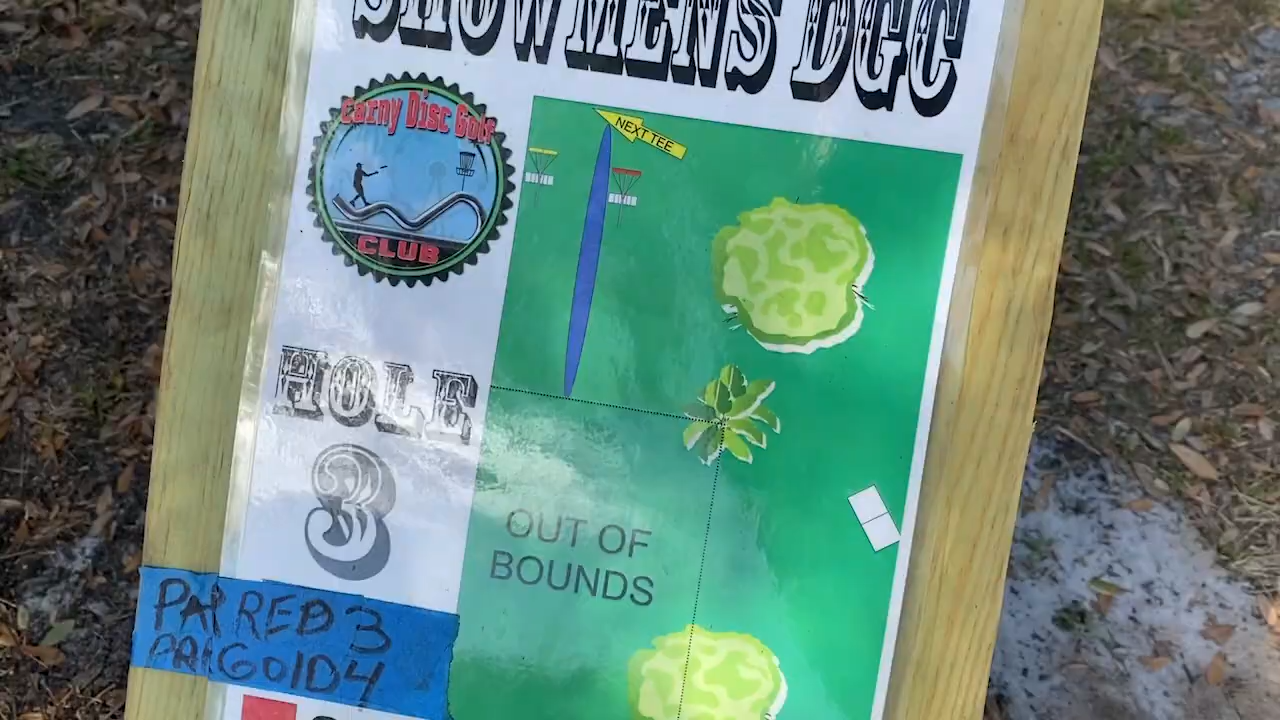 SHOWMENS DGC
Carny Disc Golf
CLUB
NEXT TEE
HOLE
3
OUT OF
BOUNDS
PAR RED 3
PAR GOLD 4